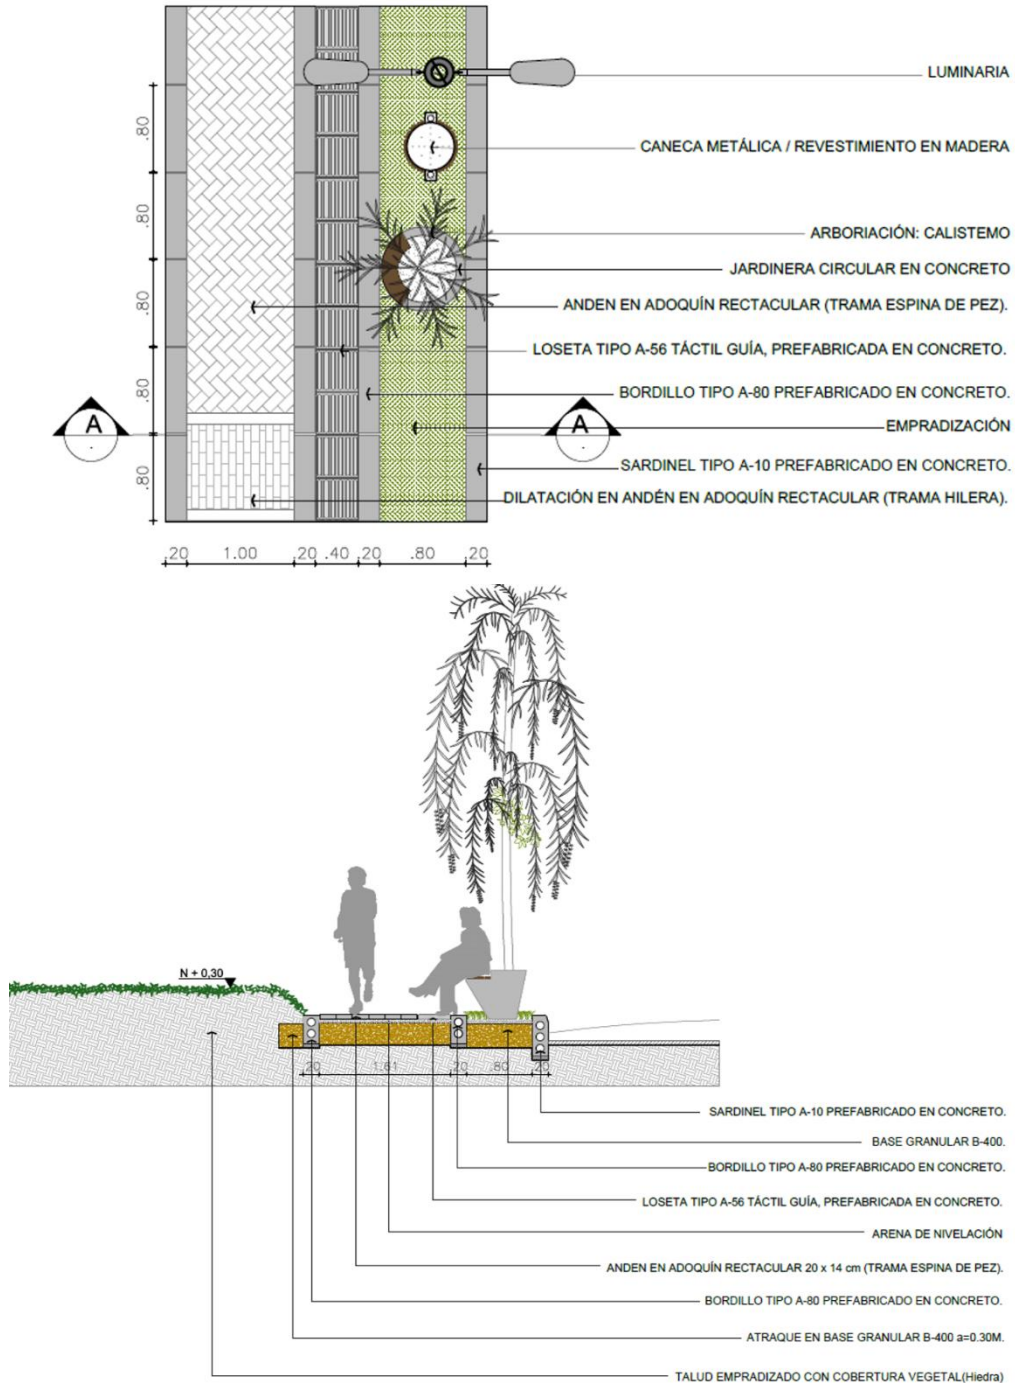 LUMINARIA
.80
CANECA METÁLICA / REVESTIMIENTO EN MADERA
.80
ARBORIACIÓN: CALISTEMO
JARDINERA CIRCULAR EN CONCRETO
.80
ANDEN EN ADOQUÍN RECTACULAR (TRAMA ESPINA DE PEZ).
LOSETA TIPO A-56 TÁCTIL GUÍA, PREFABRICADA EN CONCRETO.
.80
BORDILLO TIPO A-80 PREFABRICADO EN CONCRETO.
A A
EMPRADIZACIÓN
.80
SARDINEL TIPO A-10 PREFABRICADO EN CONCRETO.
DILATACIÓN EN ANDÉN EN ADOQUÍN RECTACULAR (TRAMA HILERA).
.20 1.00 .20 .40 .20 .80 .20
N + 0,30
.20 1.61 .20 .80 .20
SARDINEL TIPO A-10 PREFABRICADO EN CONCRETO.
BASE GRANULAR B-400.
BORDILLO TIPO A-80 PREFABRICADO EN CONCRETO.
LOSETA TIPO A-56 TÁCTIL GUÍA, PREFABRICADA EN CONCRETO.
ARENA DE NIVELACIÓN
ANDEN EN ADOQUÍN RECTACULAR 20 x 14 cm (TRAMA ESPINA DE PEZ).
BORDILLO TIPO A-80 PREFABRICADO EN CONCRETO.
ATRAQUE EN BASE GRANULAR B-400 a=0.30M.
TALUD EMPRADIZADO CON COBERTURA VEGETAL(Hiedra)